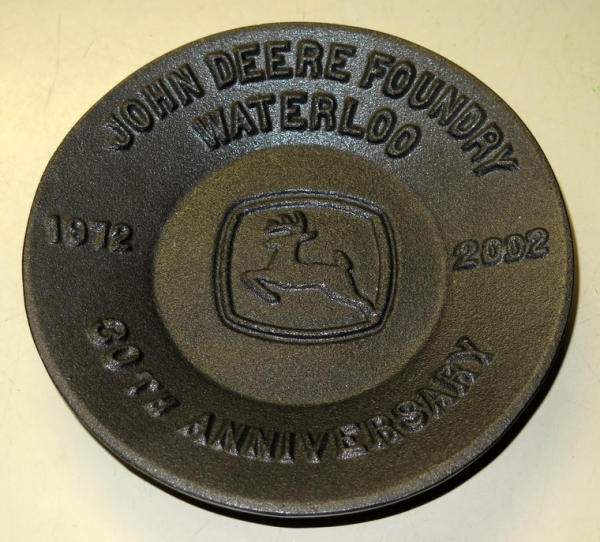 JOHN DEERE FOUNDRY
WATERLOO
1972
2002
30TH ANNIVERSARY